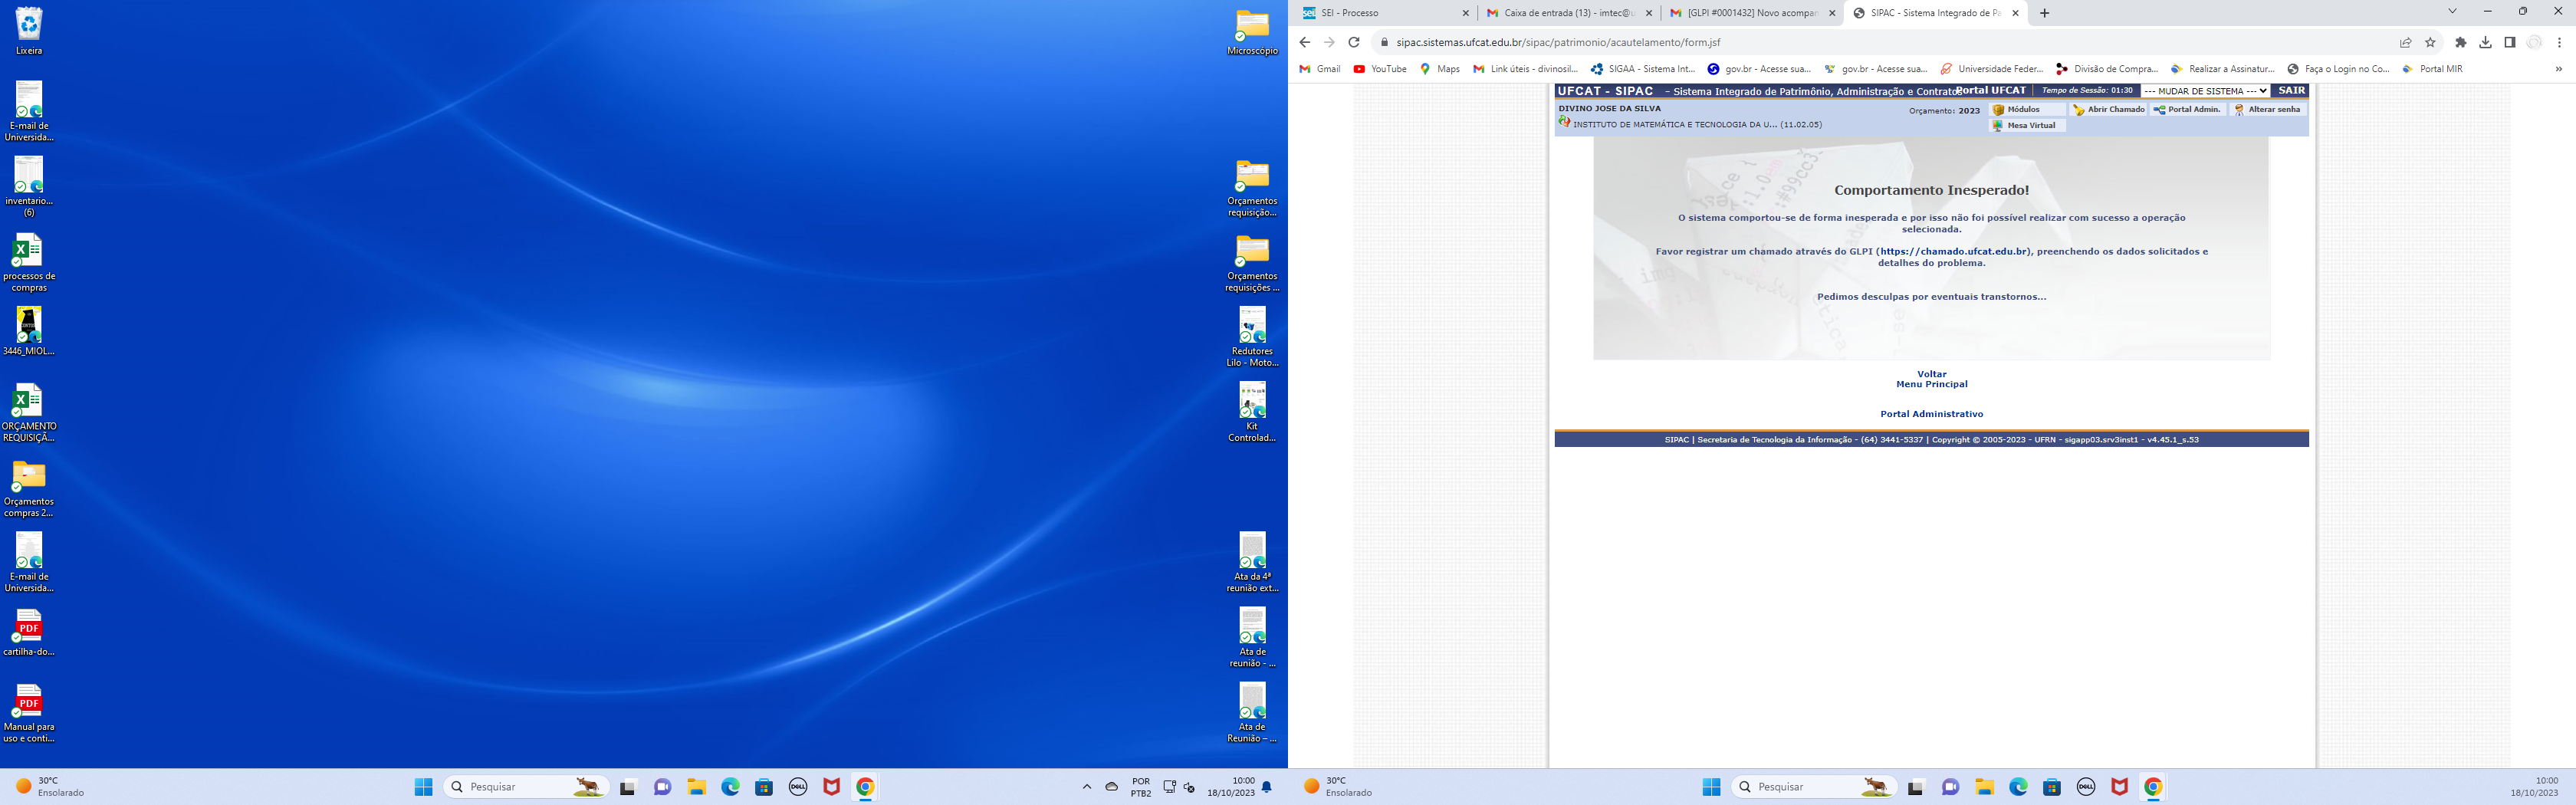 Lixeira
E-mail de
Universida...
inventario...
(6)
processos de
compras
3446_MIOL...
ORÇAMENTO
REQUISIÇÃ...
Orçamentos
compras 2...
E-mail de
Universida...
PDF
cartilha-do...
PDF
Manual para
uso e conti...
Microscópio
Orçamentos
requisição...
Orçamentos
requisições ...
Redutores
Lilo - Moto...
Kit
Controlad...
Ata da 4ª
reunião ext...
Ata de
reunião - ...
Ata de
Reunião – ...
30°C
Ensolarado
Pesquisar
DELL
POR
PTB2
10:00
18/10/2023
sei SEI - Processo
Caixa de entrada (13) - imtec@u
[GLPI #0001432] Novo acompan
SIPAC - Sistema Integrado de Pa
sipac.sistemas.ufcat.edu.br/sipac/patrimonio/acautelamento/form.jsf
Gmail YouTube Maps Link úteis - divinosil... SIGAA - Sistema Int... gov.br - Acesse sua... gov.br - Acesse sua... Universidade Feder... Divisão de Compra... Realizar a Assinatur... Faça o Login no Co... Portal MIR »
UFCAT - SIPAC - Sistema Integrado de Patrimônio, Administração e Contratos Portal UFCAT Tempo de Sessão: 01:30 --- MUDAR DE SISTEMA --- SAIR
DIVINO JOSE DA SILVA Orçamento: 2023 Módulos Abrir Chamado Portal Admin. Alterar senha
INSTITUTO DE MATEMÁTICA E TECNOLOGIA DA U... (11.02.05) Mesa Virtual
Comportamento Inesperado!
O sistema comportou-se de forma inesperada e por isso não foi possível realizar com sucesso a operação
selecionada.
Favor registrar um chamado através do GLPI (https://chamado.ufcat.edu.br), preenchendo os dados solicitados e
detalhes do problema.
Pedimos desculpas por eventuais transtornos...
Voltar
Menu Principal
Portal Administrativo
SIPAC | Secretaria de Tecnologia da Informação - (64) 3441-5337 | Copyright © 2005-2023 - UFRN - sigapp03.srv3inst1 - v4.45.1_s.53
30°C
Ensolarado
Pesquisar
DELL
10:00
18/10/2023